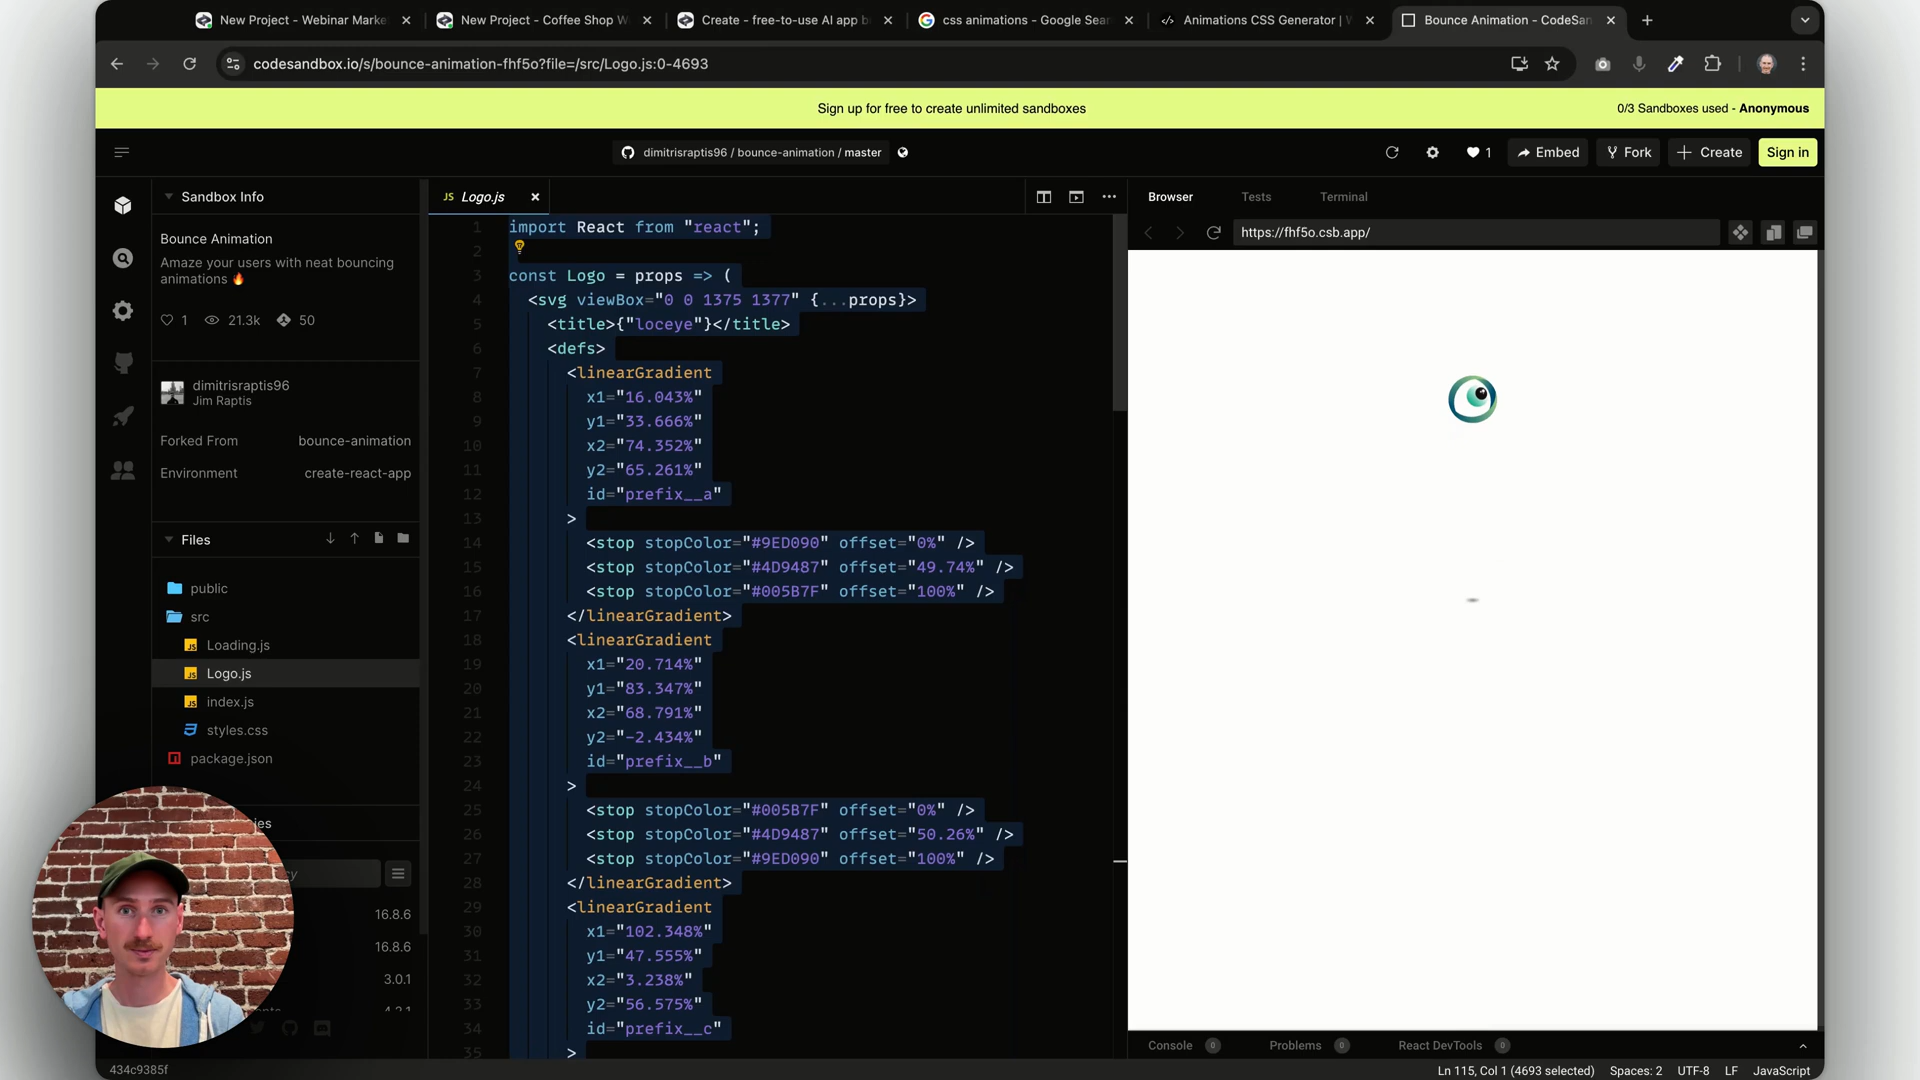 New Project - Webinar Marke
New Project - Coffee Shop W
Create - free-to-use AI app b
css animations - Google Sear
Animations CSS Generator | W
Bounce Animation - CodeSan
codesandbox.io/s/bounce-animation-fhf5o?file=/src/Logo.js:0-4693
Sign up for free to create unlimited sandboxes
0/3 Sandboxes used - Anonymous
dimitrisraptis96 / bounce-animation / master
1
Embed
Fork
Create
Sign in
Sandbox Info
JS Logo.js
Browser
Tests
Terminal
https://fhf5o.csb.app/
Bounce Animation
Amaze your users with neat bouncing
animations 🔥
1
21.3k
50
dimitrisraptis96
Jim Raptis
Forked From
bounce-animation
Environment
create-react-app
Files
public
src
Loading.js
Logo.js
index.js
styles.css
package.json
ies
cy
16.8.6
16.8.6
3.0.1
1 import React from "react";
2
3 const Logo = props => (
4 <svg viewBox="0 0 1375 1377" {...props}>
5 <title>{"loceye"}</title>
6 <defs>
7 <linearGradient
8 x1="16.043%"
9 y1="33.666%"
10 x2="74.352%"
11 y2="65.261%"
12 id="prefix__a"
13 >
14 <stop stopColor="#9ED090" offset="0%" />
15 <stop stopColor="#4D9487" offset="49.74%" />
16 <stop stopColor="#005B7F" offset="100%" />
17 </linearGradient>
18 <linearGradient
19 x1="20.714%"
20 y1="83.347%"
21 x2="68.791%"
22 y2="-2.434%"
23 id="prefix__b"
24 >
25 <stop stopColor="#005B7F" offset="0%" />
26 <stop stopColor="#4D9487" offset="50.26%" />
27 <stop stopColor="#9ED090" offset="100%" />
28 </linearGradient>
29 <linearGradient
30 x1="102.348%"
31 y1="47.555%"
32 x2="3.238%"
33 y2="56.575%"
34 id="prefix__c"
35 >
Console 0
Problems 0
React DevTools 0
434c9385f
Ln 115, Col 1 (4693 selected)
Spaces: 2
UTF-8
LF
JavaScript